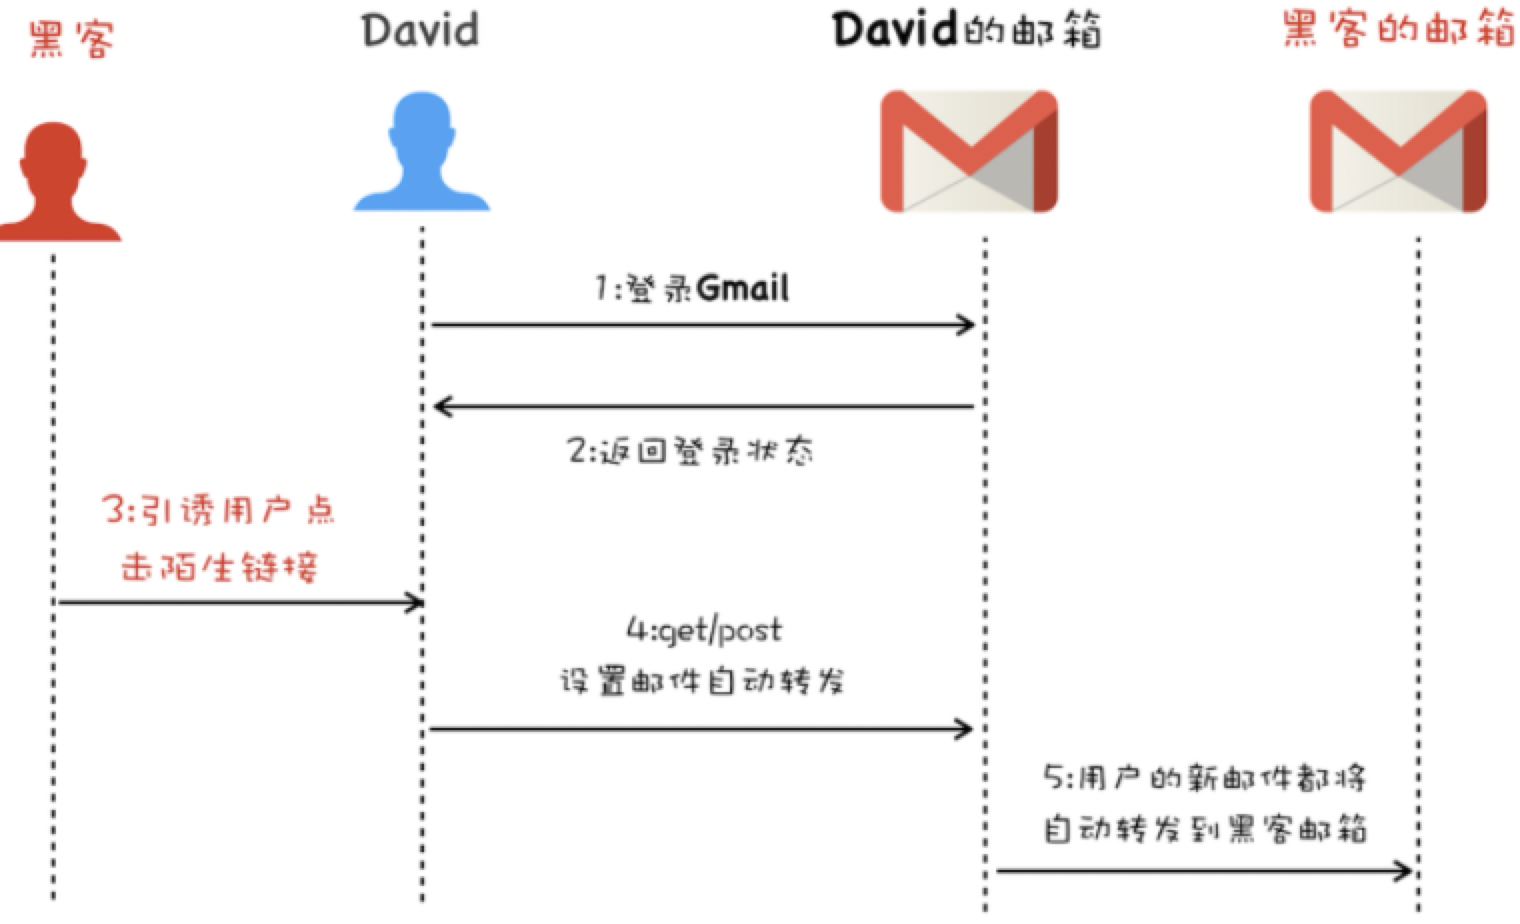 黑客
David
David的邮箱
黑客的邮箱
1:登录Gmail
2:返回登录状态
3:引诱用户点
击陌生链接
4:get/post
设置邮件自动转发
5:用户的新邮件都将
自动转发到黑客邮箱